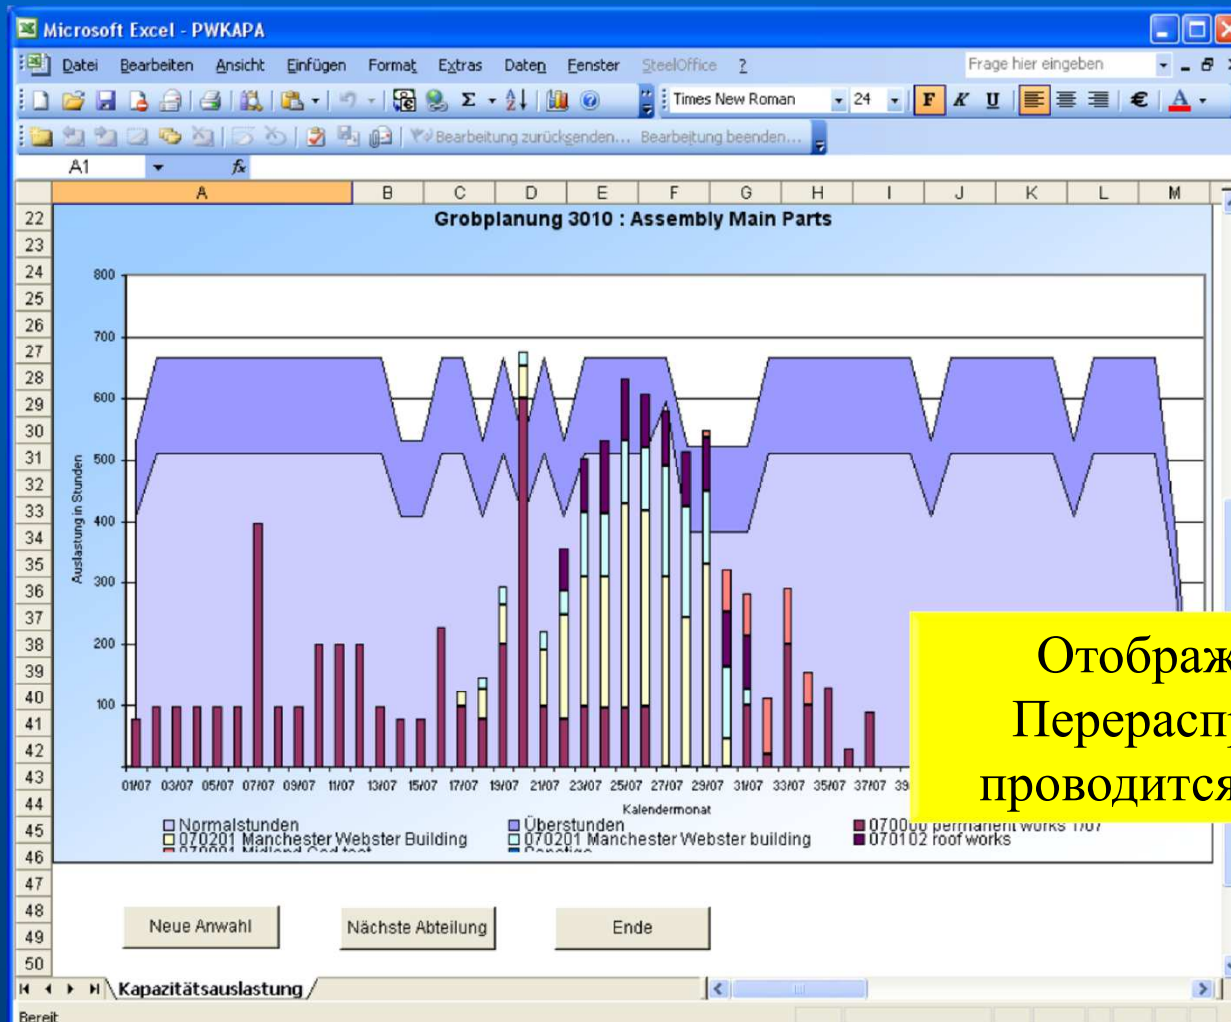 Microsoft Excel - PWKAPA
Datei Bearbeiten Ansicht Einfügen Format Extras Daten Fenster SteelOffice ? Frage hier eingeben
Times New Roman 24 F K U €
Bearbeitung zurücksenden... Bearbeitung beenden...
A1 fx
A B C D E F G H I J K L M
22
23
24
25
26
27
28
29
30
31
32
33
34
35
36
37
38
39
40
41
42
43
44
45
46
47
48
49
50
Grobplanung 3010 : Assembly Main Parts
800
700
600
500
400
300
200
100
Auslastung in Stunden
01/07 03/07 05/07 07/07 09/07 11/07 13/07 15/07 17/07 19/07 21/07 23/07 25/07 27/07 29/07 31/07 33/07 35/07 37/07 39
Kalendermonat
Normalstunden Überstunden 070000 permanent works 1/07
070201 Manchester Webster Building 070201 Manchester Webster building 070102 roof works
Отображ
Перерасп
проводится
Neue Anwahl Nächste Abteilung Ende
Kapazitätsauslastung
Bereit